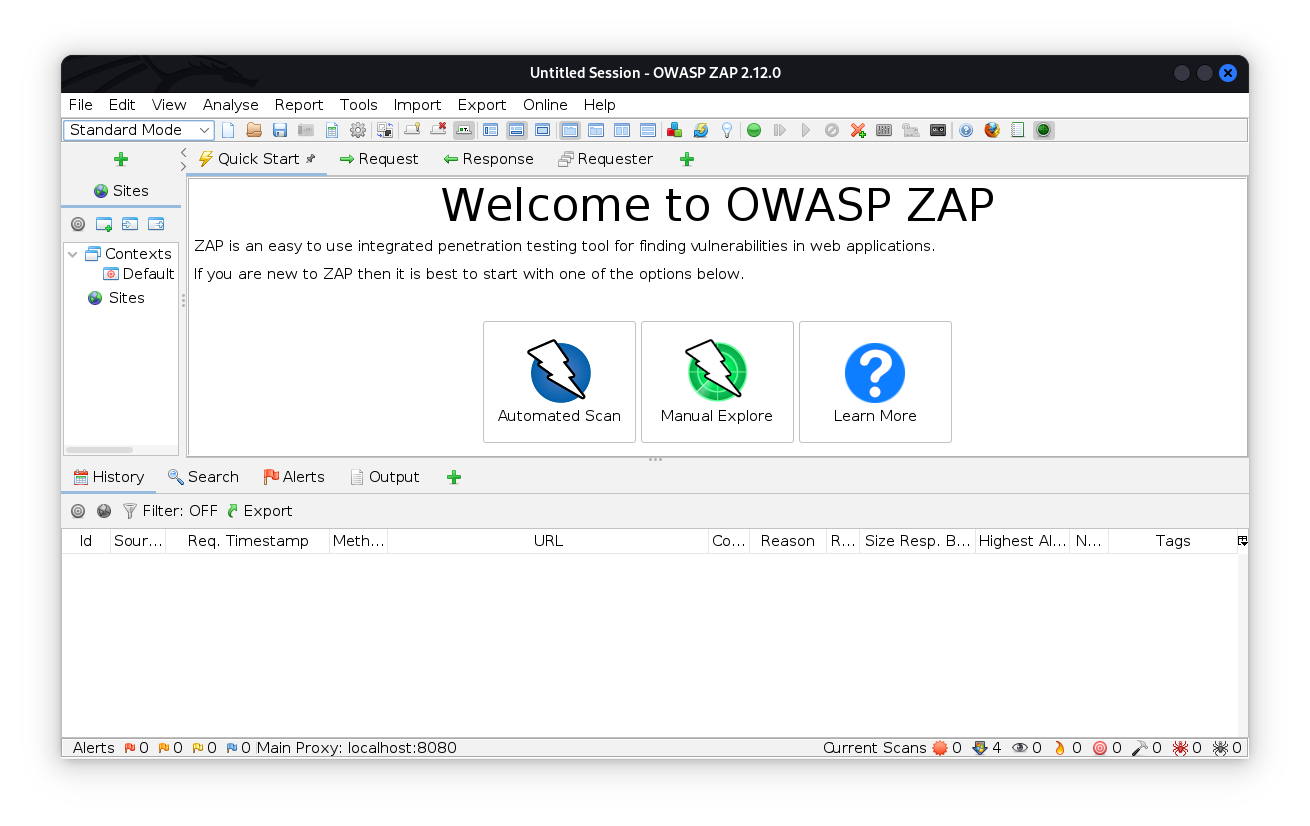 Untitled Session - OWASP ZAP 2.12.0
File Edit View Analyse Report Tools Import Export Online Help
Standard Mode
Quick Start Request Response Requester
Sites
Contexts
Default
Sites
Welcome to OWASP ZAP
ZAP is an easy to use integrated penetration testing tool for finding vulnerabilities in web applications.
If you are new to ZAP then it is best to start with one of the options below.
Automated Scan Manual Explore Learn More
History Search Alerts Output
Filter: OFF Export
Id Sour... Req. Timestamp Meth... URL Co... Reason R... Size Resp. B... Highest Al... N... Tags
Alerts 0 0 0 0 Main Proxy: localhost:8080 Current Scans 0 4 0 0 0 0 0 0